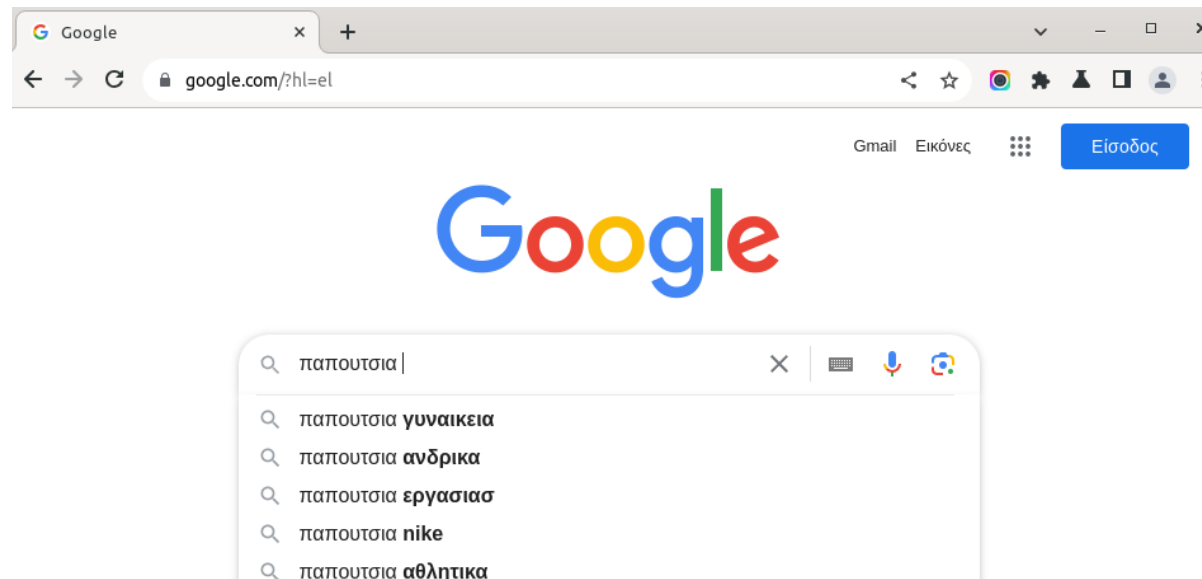 Google
google.com/?hl=el
Gmail Εικόνες Είσοδος
Google
παπουτσια
παπουτσια γυναικεια
παπουτσια ανδρικα
παπουτσια εργασιασ
παπουτσια nike
παπουτσια αθλητικα